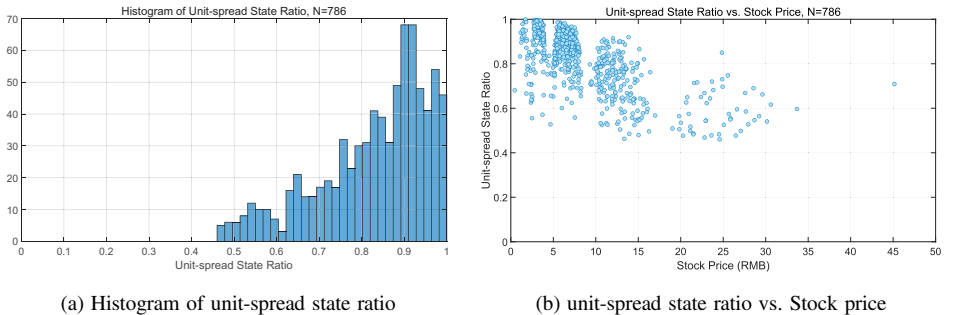 Histogram of Unit-spread State Ratio, N=786
70
60
50
40
30
20
10
0
0 0.1 0.2 0.3 0.4 0.5 0.6 0.7 0.8 0.9 1
Unit-spread State Ratio
(a) Histogram of unit-spread state ratio
Unit-spread State Ratio vs. Stock Price, N=786
Unit-spread State Ratio
1
0.8
0.6
0.4
0.2
0
0 5 10 15 20 25 30 35 40 45 50
Stock Price (RMB)
(b) unit-spread state ratio vs. Stock price